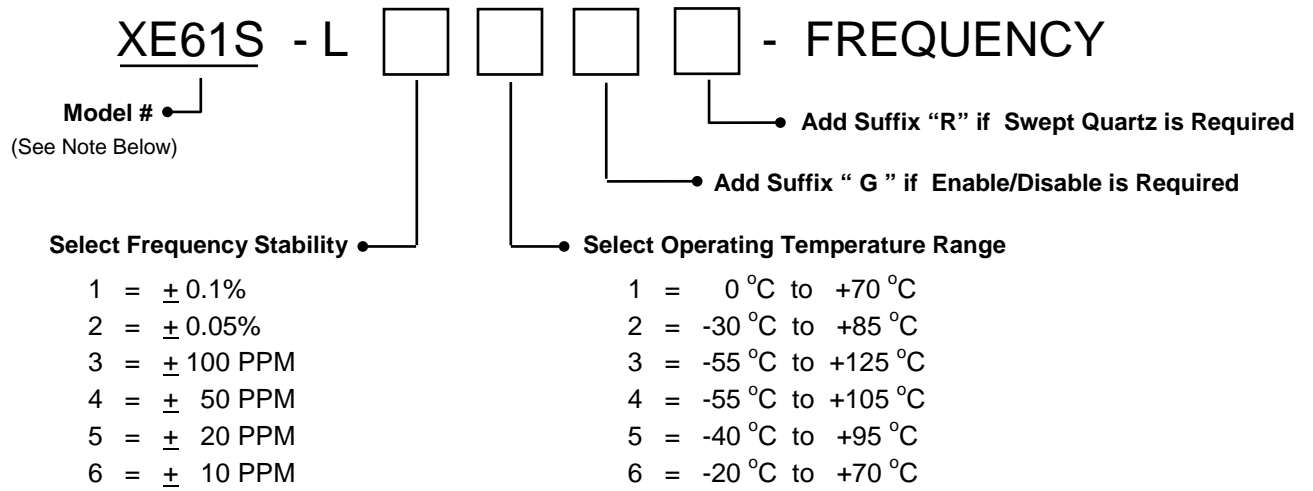 XE61S - L - FREQUENCY
Model #
(See Note Below)
Add Suffix “R” if Swept Quartz is Required
Add Suffix “ G ” if Enable/Disable is Required
Select Frequency Stability
1 = ± 0.1%
2 = ± 0.05%
3 = ± 100 PPM
4 = ± 50 PPM
5 = ± 20 PPM
6 = ± 10 PPM
Select Operating Temperature Range
1 = 0 °C to +70 °C
2 = -30 °C to +85 °C
3 = -55 °C to +125 °C
4 = -55 °C to +105 °C
5 = -40 °C to +95 °C
6 = -20 °C to +70 °C